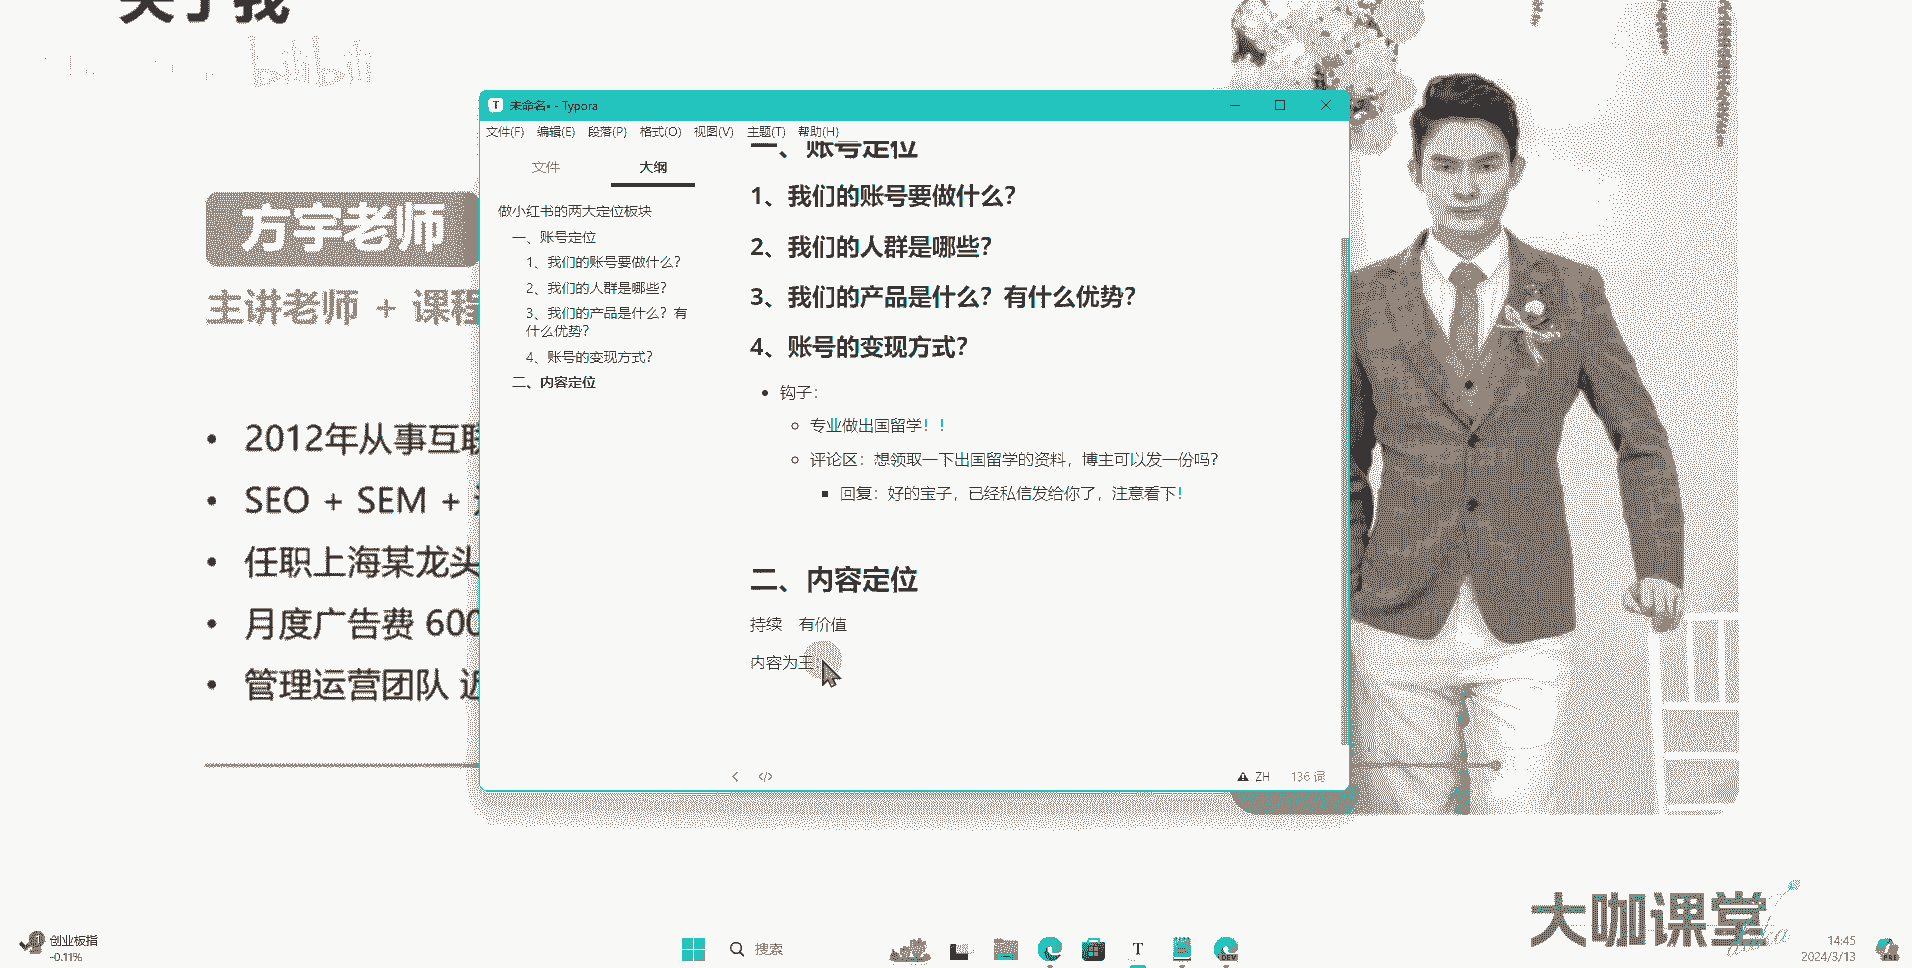 关于我
bilibili
方宇老师
主讲老师 + 课程
2012年从事互联
SEO + SEM +
任职上海某龙头
月度广告费 600
管理运营团队 近
未命名• - Typora
文件(F) 编辑(E) 段落(P) 格式(O) 视图(V) 主题(T) 帮助(H)
文件 大纲
做小红书的两大定位板块
一、账号定位
1、我们的账号要做什么?
2、我们的人群是哪些?
3、我们的产品是什么?有
什么优势?
4、账号的变现方式?
二、内容定位
一、账号定位
1、我们的账号要做什么?
2、我们的人群是哪些?
3、我们的产品是什么?有什么优势?
4、账号的变现方式?
钩子:
专业做出国留学!!
评论区:想领取一下出国留学的资料,博主可以发一份吗?
回复:好的宝子,已经私信发给你了,注意看下!
二、内容定位
持续 有价值
内容为王
ZH 136 词
大咖课堂
创业板指
-0.11%
搜索
14:45
2024/3/13